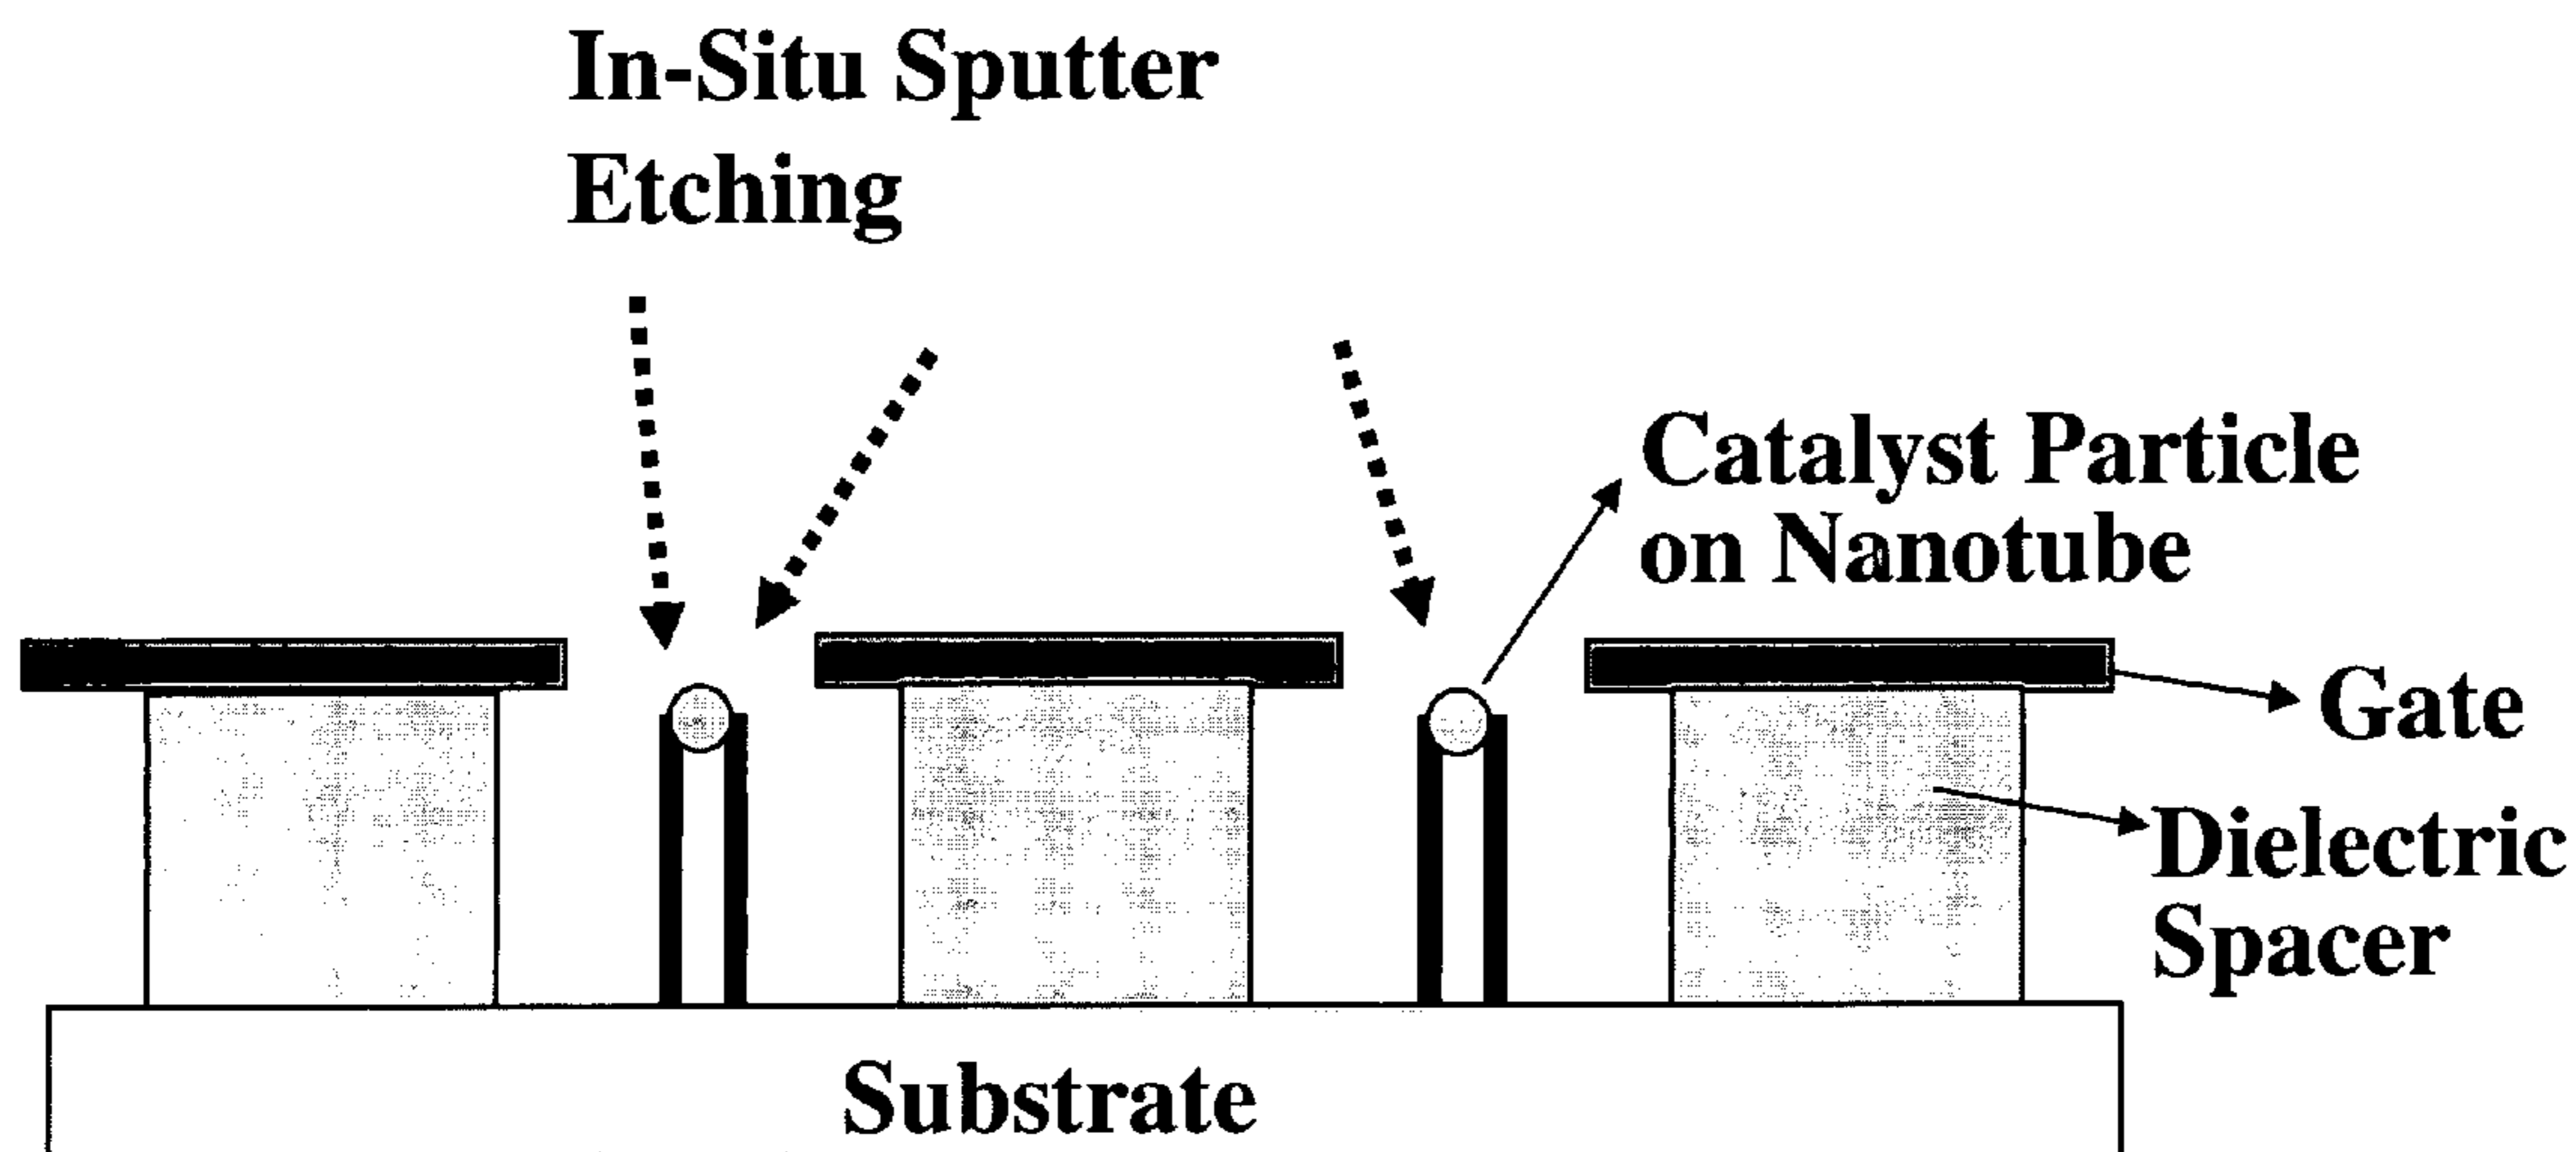 In-Situ Sputter
Etching
Catalyst Particle
on Nanotube
Gate
Dielectric
Spacer
Substrate